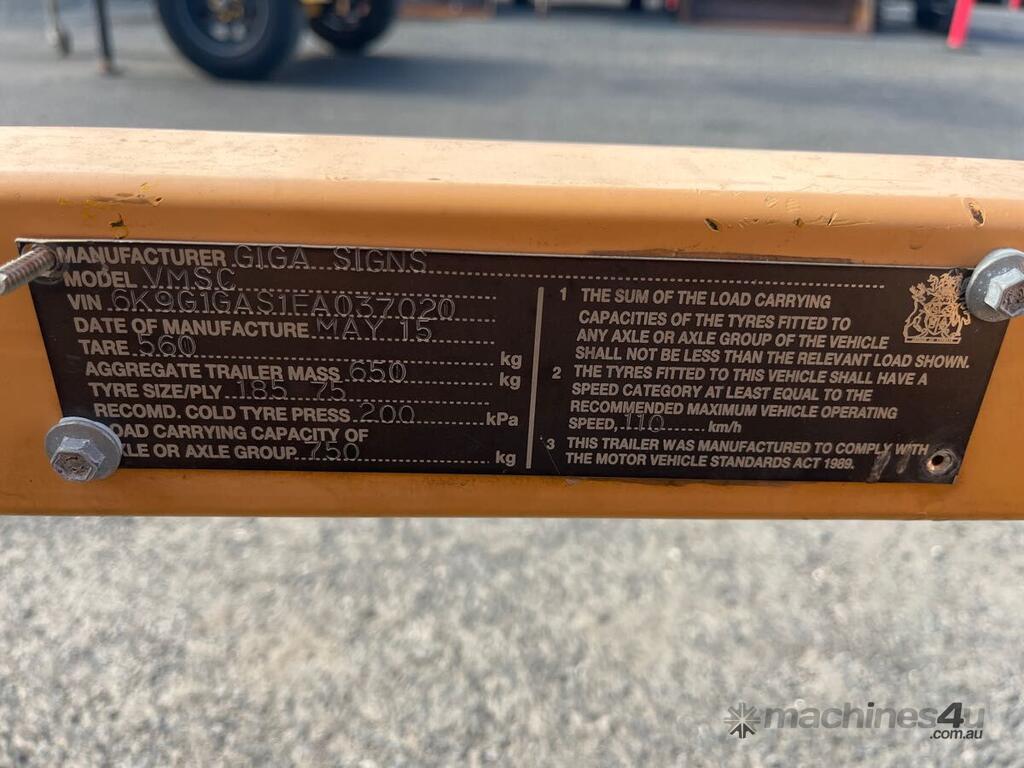 MANUFACTURER GIGA SIGNS
MODEL VMSC
VIN 6K9G1GAS1FA037020
DATE OF MANUFACTURE MAY 15
TARE 560 kg
AGGREGATE TRAILER MASS 650 kg
TYRE SIZE/PLY 185 75
RECOMD. COLD TYRE PRESS 200 kPa
LOAD CARRYING CAPACITY OF
AXLE OR AXLE GROUP 750 kg
1 THE SUM OF THE LOAD CARRYING
CAPACITIES OF THE TYRES FITTED TO
ANY AXLE OR AXLE GROUP OF THE VEHICLE
SHALL NOT BE LESS THAN THE RELEVANT LOAD SHOWN.
2 THE TYRES FITTED TO THIS VEHICLE SHALL HAVE A
SPEED CATEGORY AT LEAST EQUAL TO THE
RECOMMENDED MAXIMUM VEHICLE OPERATING
SPEED, 110 km/h
3 THIS TRAILER WAS MANUFACTURED TO COMPLY WITH
THE MOTOR VEHICLE STANDARDS ACT 1989.
machines4u
.com.au